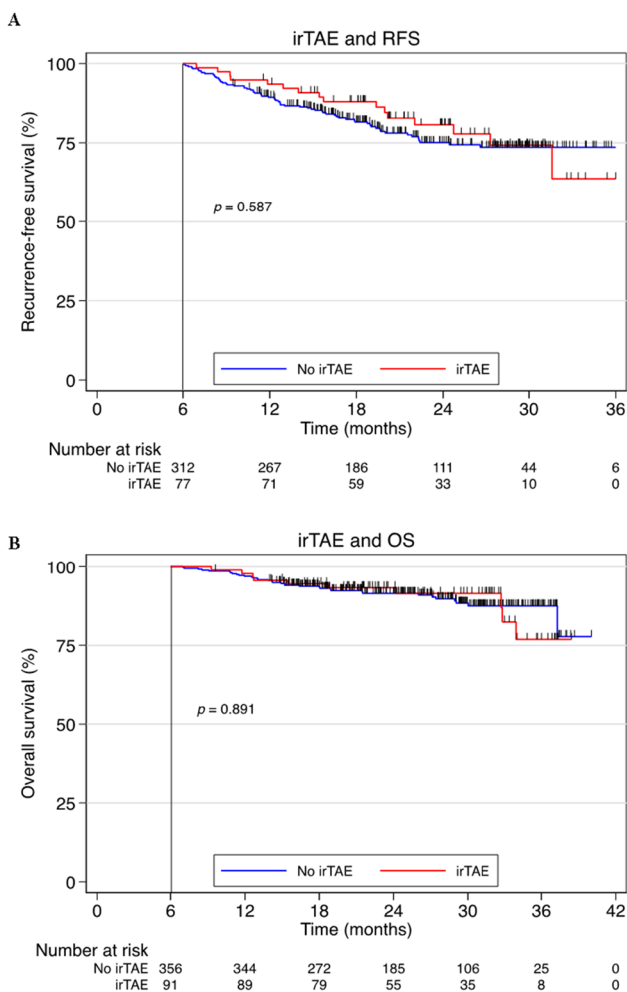 A
irTAE and RFS
Recurrence-free survival (%)
100
75
50
25
0
p = 0.587
No irTAE irTAE
0 6 12 18 24 30 36
Time (months)
Number at risk
No irTAE 312 267 186 111 44 6
irTAE 77 71 59 33 10 0
B
irTAE and OS
Overall survival (%)
100
75
50
25
0
p = 0.891
No irTAE irTAE
0 6 12 18 24 30 36 42
Time (months)
Number at risk
No irTAE 356 344 272 185 106 25 0
irTAE 91 89 79 55 35 8 0